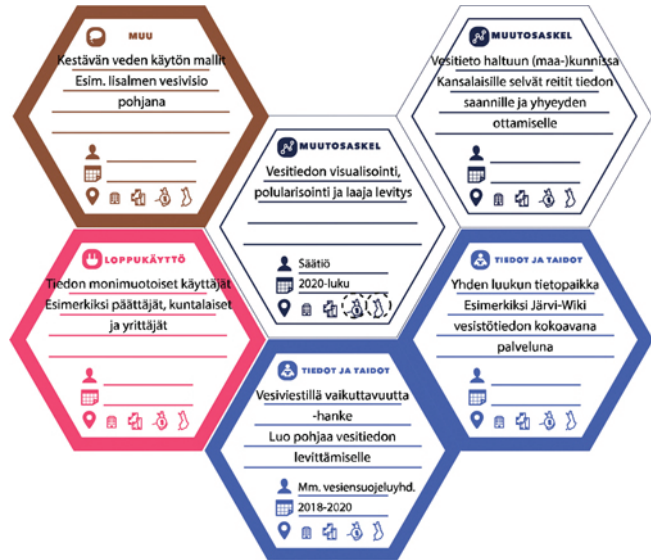 MUU
Kestävän veden käytön mallit
Esim. Iisalmen vesivisio
pohjana
MUUTOSASKEL
Vesitieto haltuun (maa-)kunnissa
Kansalaisille selvät reitit tiedon
saannille ja yhyeyden
ottamiselle
MUUTOSASKEL
Vesitiedon visualisointi,
polularisointi ja laaja levitys
Säätiö
2020-luku
LOPPUKÄYTTÖ
Tiedon monimuotoiset käyttäjät
Esimerkiksi päättäjät, kuntalaiset
ja yrittäjät
TIEDOT JA TAIDOT
Yhden luukun tietopaikka
Esimerkiksi Järvi-Wiki
vesistötiedon kokoavana
palveluna
TIEDOT JA TAIDOT
Vesiviestillä vaikuttavuutta
-hanke
Luo pohjaa vesitiedon
levittämiselle
Mm. vesiensuojeluyhd.
2018-2020